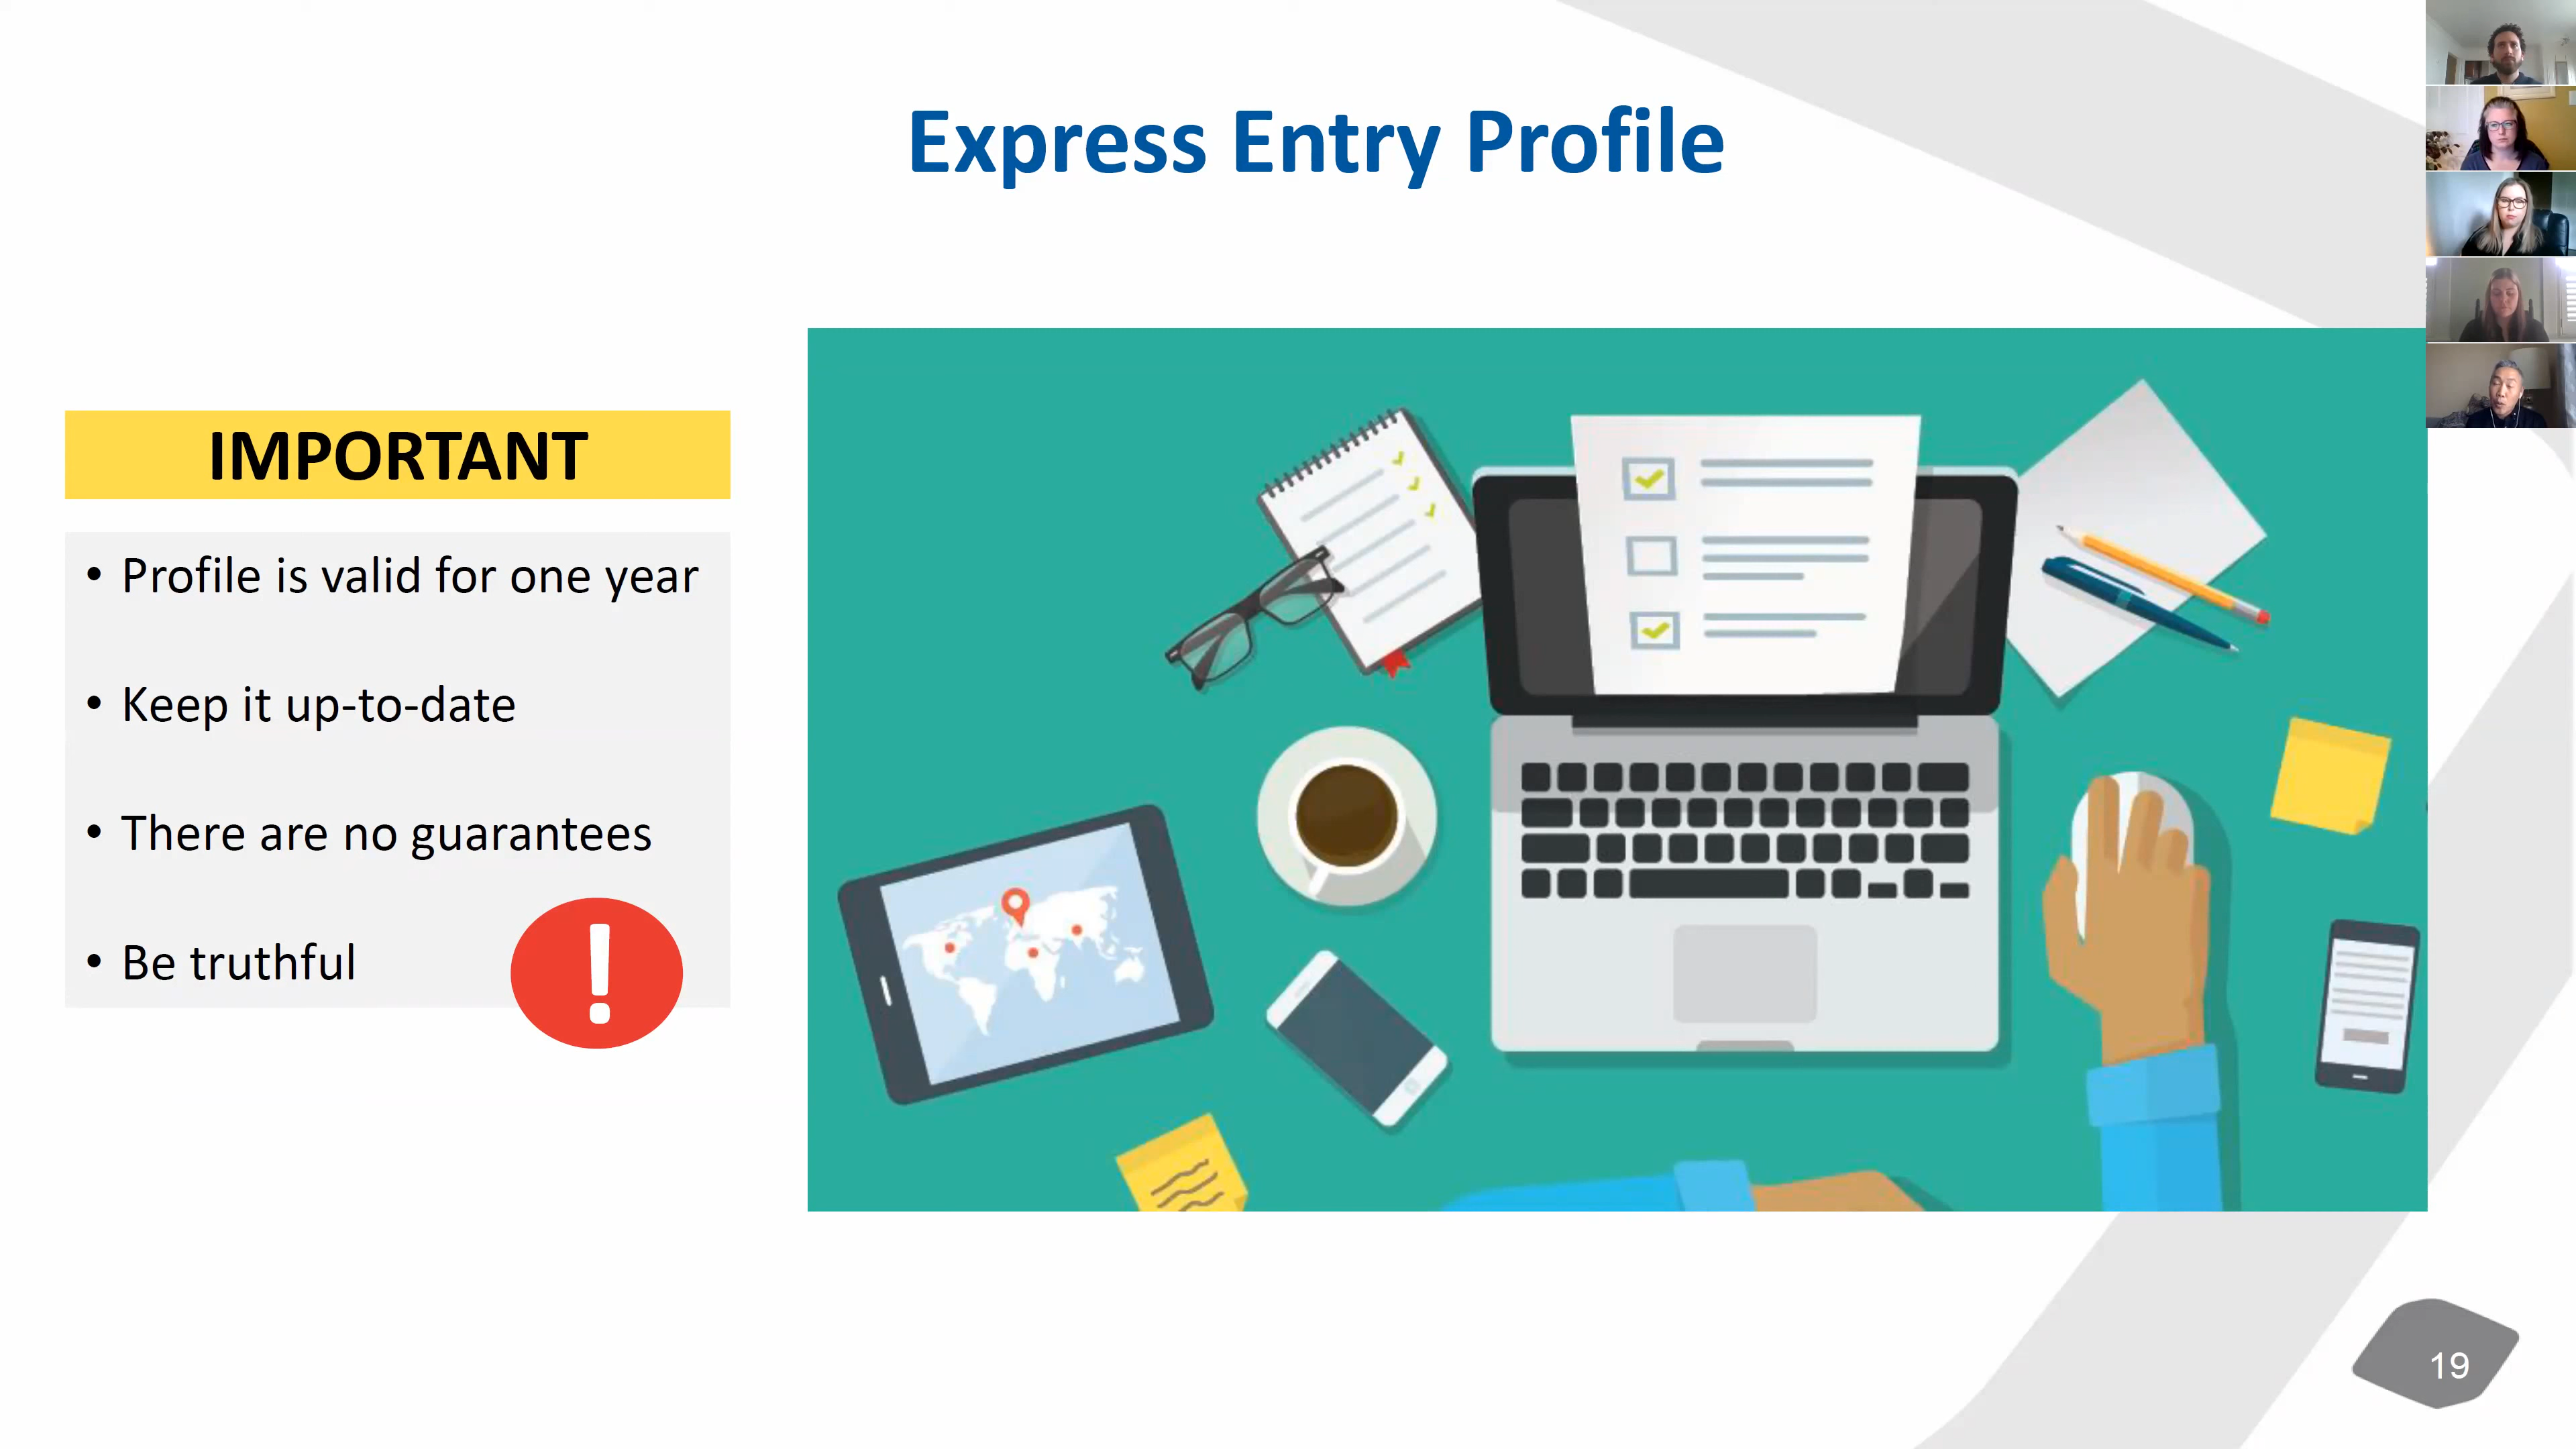 Express Entry Profile
IMPORTANT
• Profile is valid for one year
• Keep it up-to-date
• There are no guarantees
• Be truthful
!
19